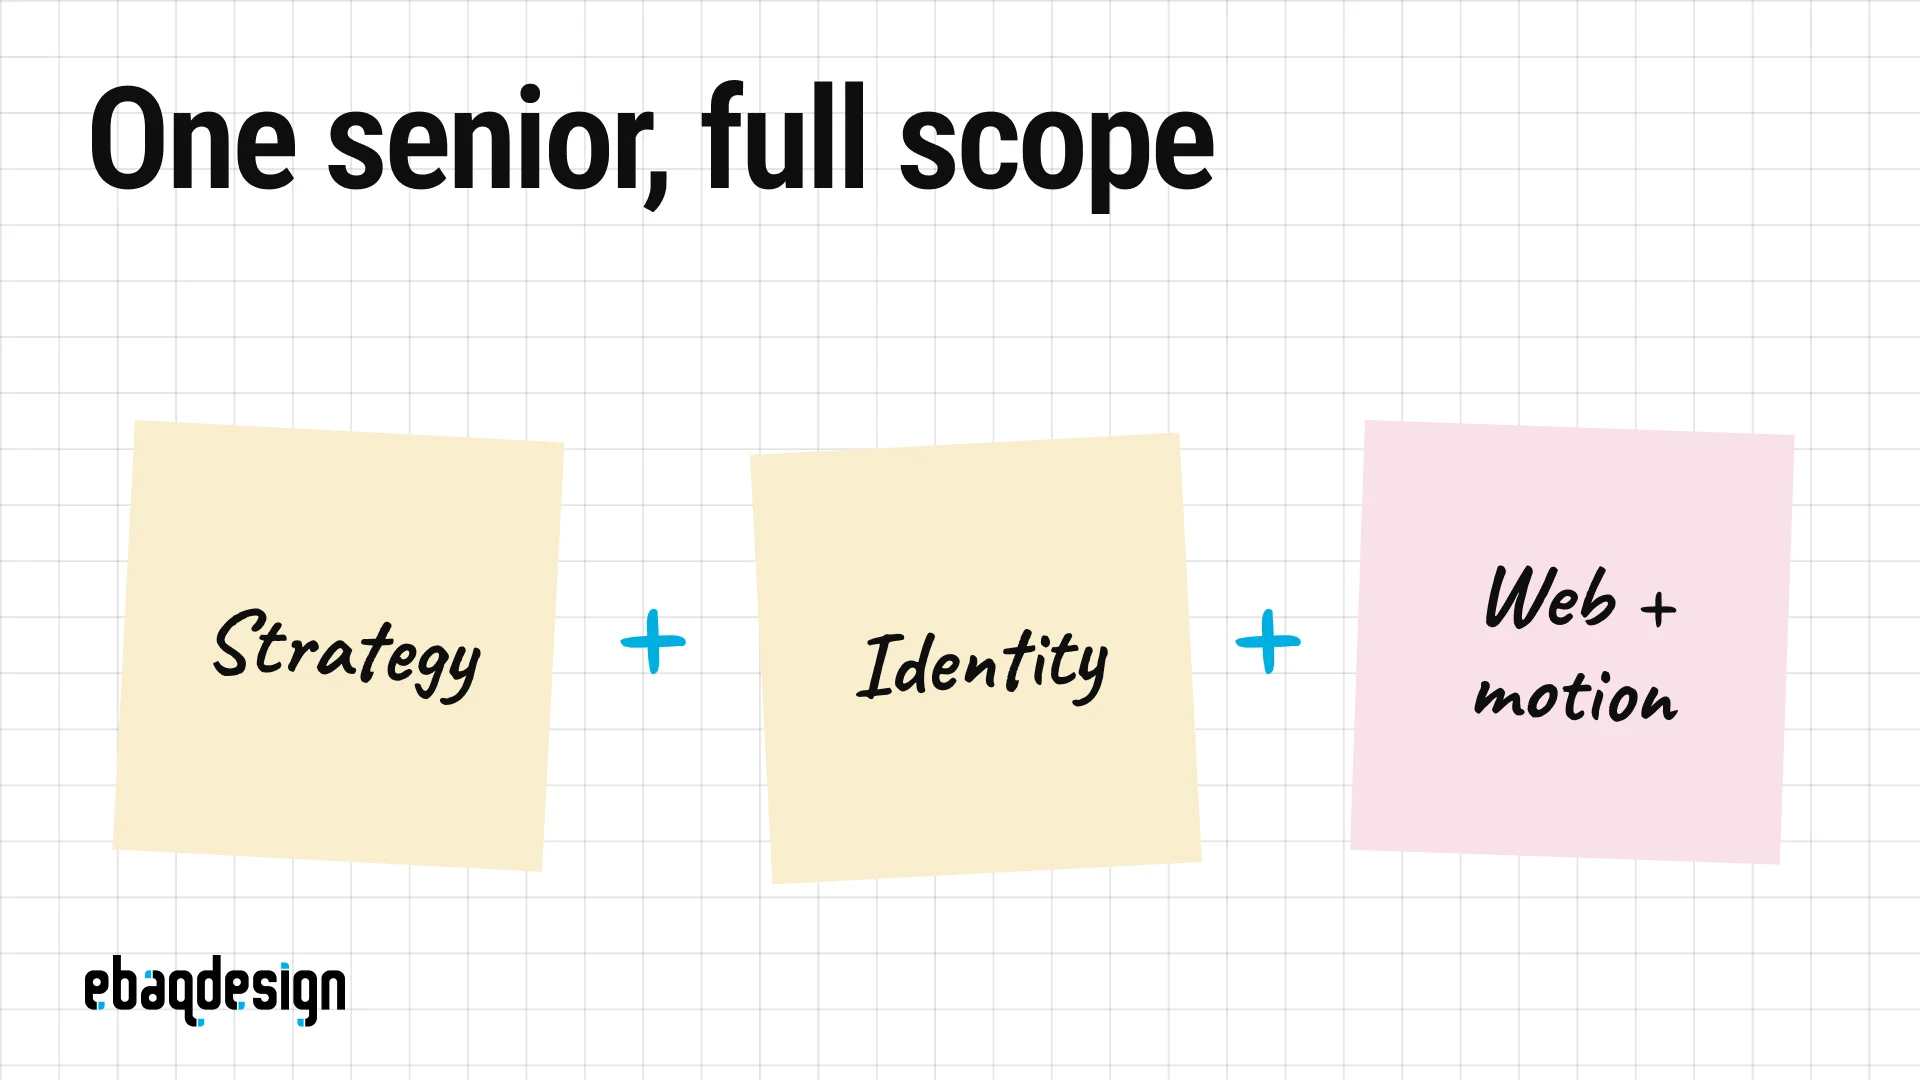 One senior, full scope
Strategy
+
Identity
+
Web +
motion
ebaqdesign